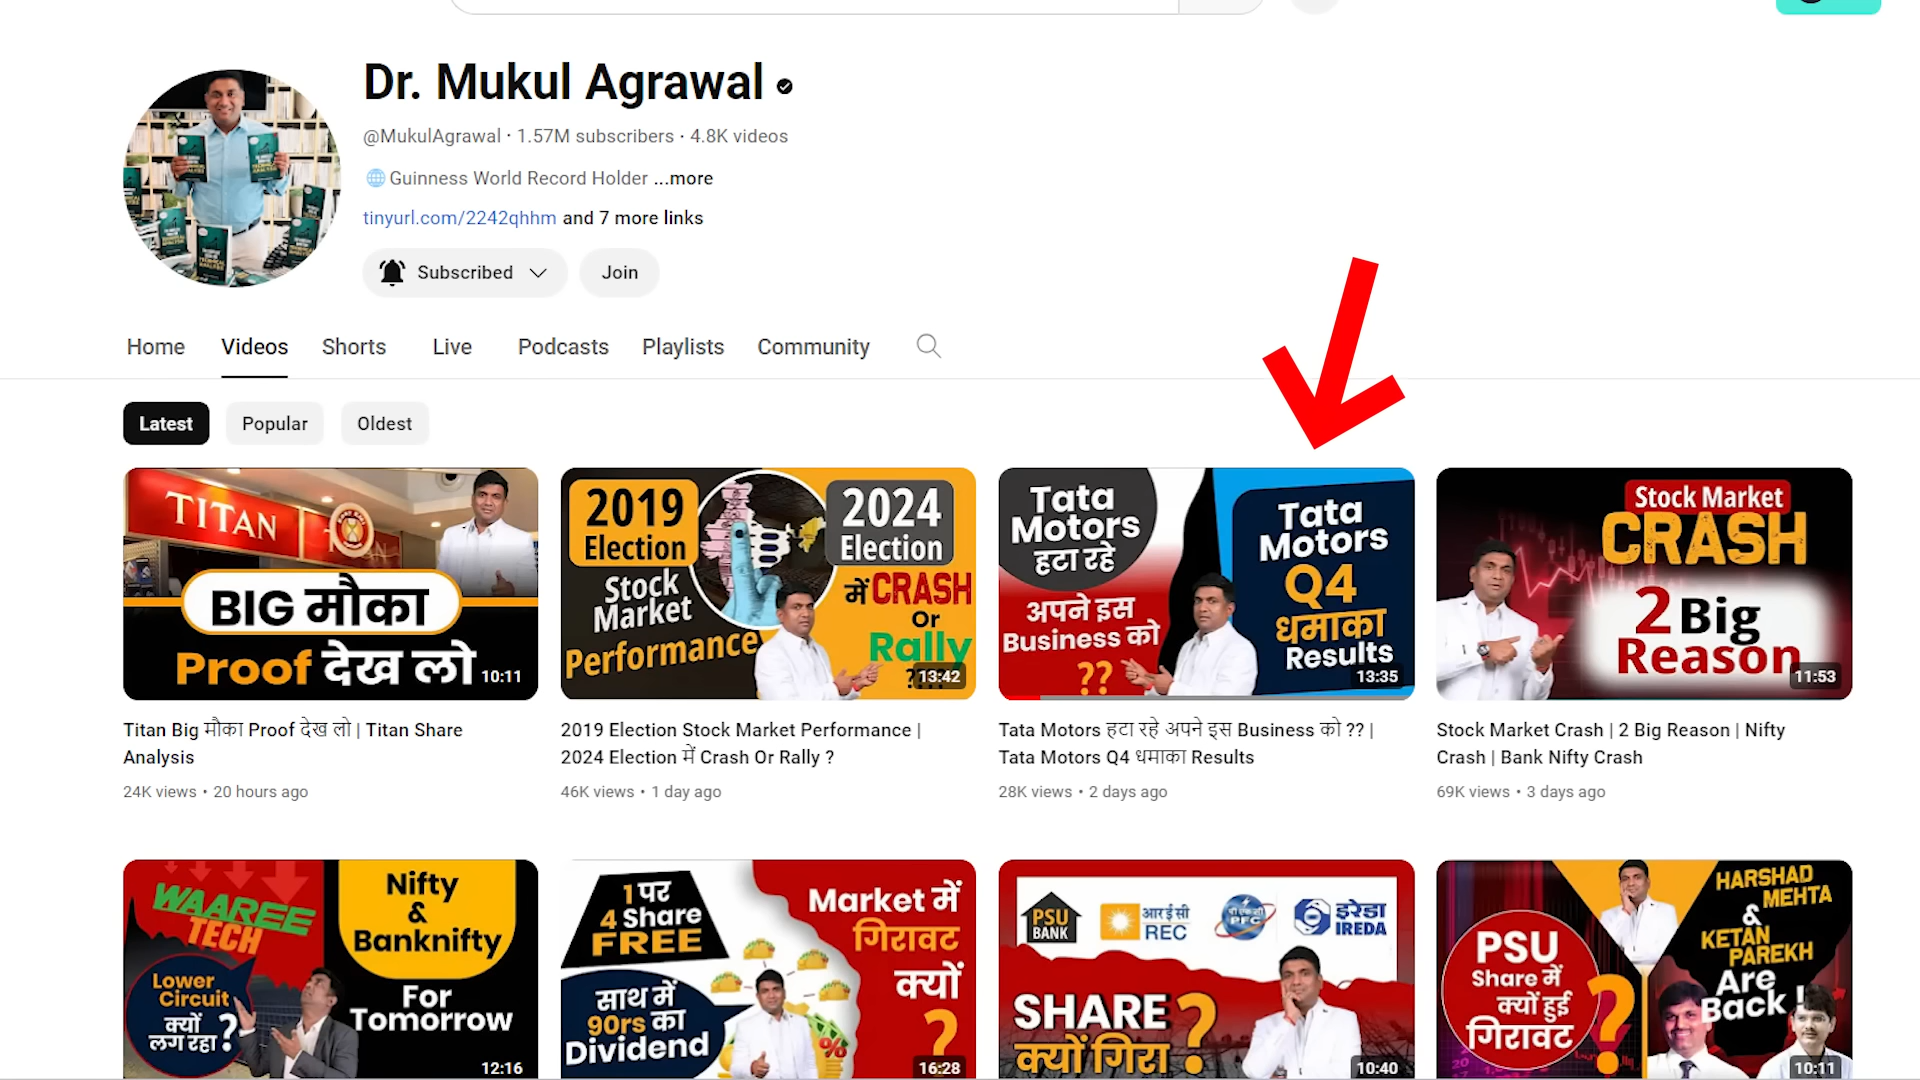 Dr. Mukul Agrawal
@MukulAgrawal · 1.57M subscribers · 4.8K videos
Guinness World Record Holder ...more
tinyurl.com/2242qhhm and 7 more links
Subscribed
Join
Home Videos Shorts Live Podcasts Playlists Community
Latest Popular Oldest
TITAN
BIG मौका
Proof देख लो
10:11
2019
Election
Stock
Market
Performance
2024
Election
में CRASH
Or
Rally
13:42
Tata
Motors
हटा रहे
अपने इस
Business को
??
Tata
Motors
Q4
धमाका
Results
13:35
Stock Market
CRASH
2 Big
Reason
11:53
Titan Big मौका Proof देख लो | Titan Share
Analysis
24K views • 20 hours ago
2019 Election Stock Market Performance |
2024 Election में Crash Or Rally ?
46K views • 1 day ago
Tata Motors हटा रहे अपने इस Business को ?? |
Tata Motors Q4 धमाका Results
28K views • 2 days ago
Stock Market Crash | 2 Big Reason | Nifty
Crash | Bank Nifty Crash
69K views • 3 days ago
WAAREE
TECH
Lower
Circuit
क्यों
लग रहा ?
Nifty
&
Banknifty
For
Tomorrow
12:16
1 पर
4 Share
FREE
साथ में
90rs का
Dividend
Market में
गिरावट
क्यों
?
%
16:28
PSU
BANK
आर ई सी
REC
पी एफ सी
PFC
इरेडा
IREDA
SHARE
क्यों गिरा ?
10:40
PSU
Share में
क्यों हुई
गिरावट
?
HARSHAD
MEHTA
&
KETAN
PAREKH
Are
Back !
10:11